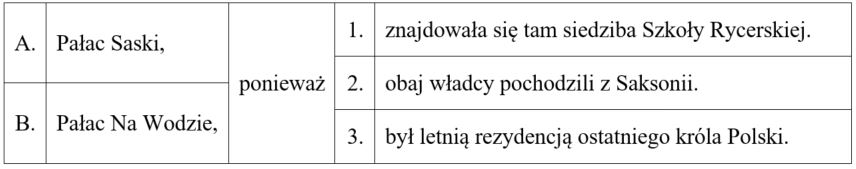 A. Pałac Saski,
B. Pałac Na Wodzie,
ponieważ
1. znajdowała się tam siedziba Szkoły Rycerskiej.
2. obaj władcy pochodzili z Saksonii.
3. był letnią rezydencją ostatniego króla Polski.